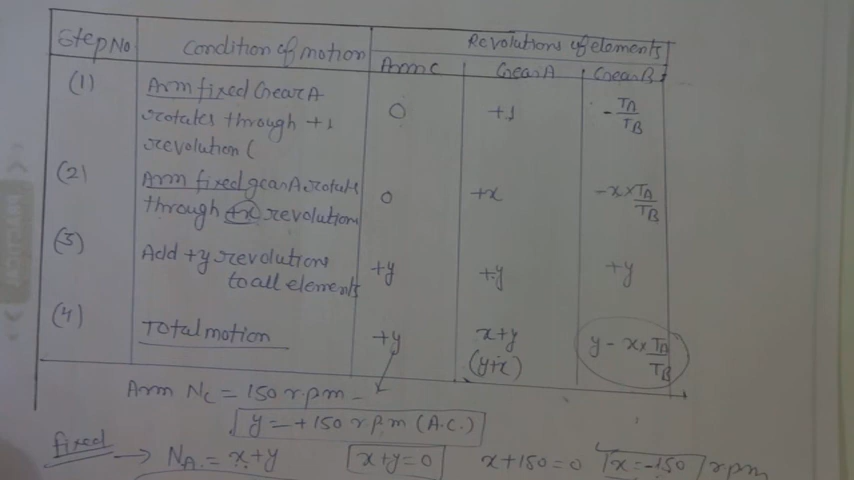 Step No | Condition of motion | Revolutions of elements
Arm C | Gear A | Gear B
(1) Arm fixed Gear A | 0 | +1 | -TA/TB
rotates through +1
revolution (
(2) Arm fixed gear A rotate | 0 | +x | -x × TA/TB
through +x revolution
(3) Add +y revolutions | +y | +y | +y
to all elements
(4) Total motion | +y | x+y | y - x × TA/TB
(y+x)
Arm NC = 150 r.p.m -
y = +150 r.p.m (A.C.)
fixed → NA = x+y x+y=0 x+150=0 x=-150 r.p.m